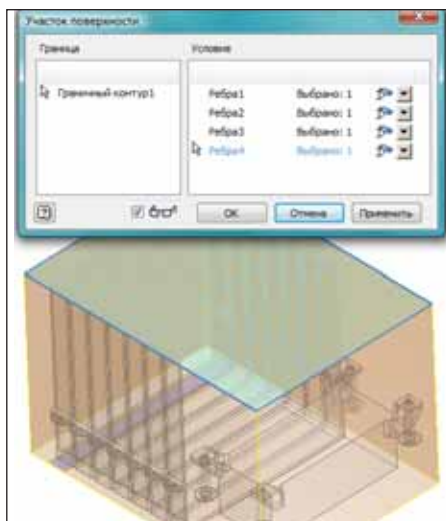 Участок поверхности
Граница
Условие
Граничный контур1
Ребра1 Выбрано: 1
Ребра2 Выбрано: 1
Ребра3 Выбрано: 1
Ребра4 Выбрано: 1
OK Отмена Применить